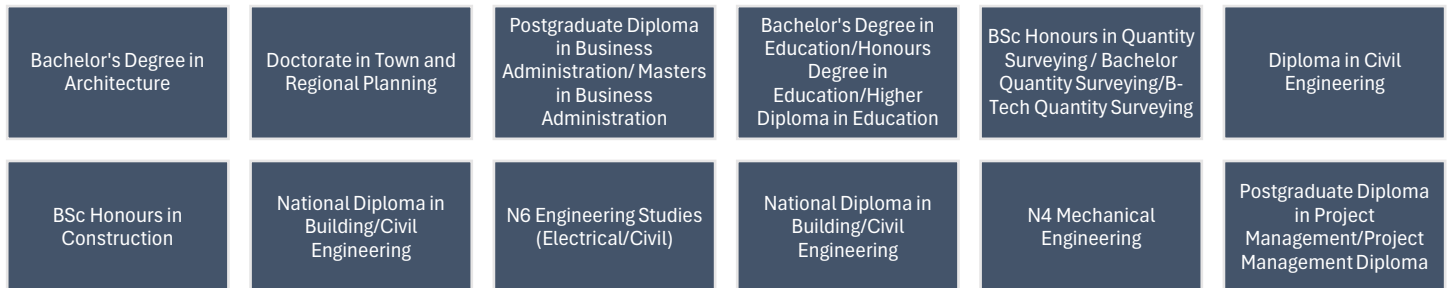 Bachelor's Degree in
Architecture
Doctorate in Town and
Regional Planning
Postgraduate Diploma
in Business
Administration/ Masters
in Business
Administration
Bachelor's Degree in
Education/Honours
Degree in
Education/Higher
Diploma in Education
BSc Honours in Quantity
Surveying / Bachelor
Quantity Surveying/B-
Tech Quantity Surveying
Diploma in Civil
Engineering
BSc Honours in
Construction
National Diploma in
Building/Civil
Engineering
N6 Engineering Studies
(Electrical/Civil)
National Diploma in
Building/Civil
Engineering
N4 Mechanical
Engineering
Postgraduate Diploma
in Project
Management/Project
Management Diploma